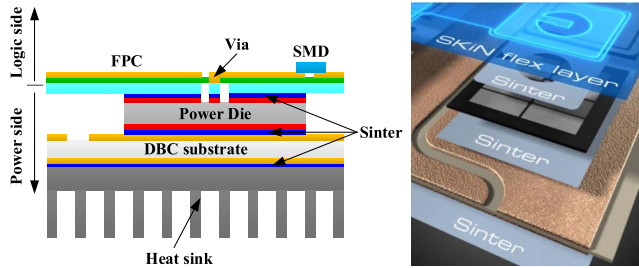 Logic side
Power side
FPC
Via
SMD
Power Die
Sinter
DBC substrate
Heat sink
SKiN flex layer
Sinter
Sinter
Sinter